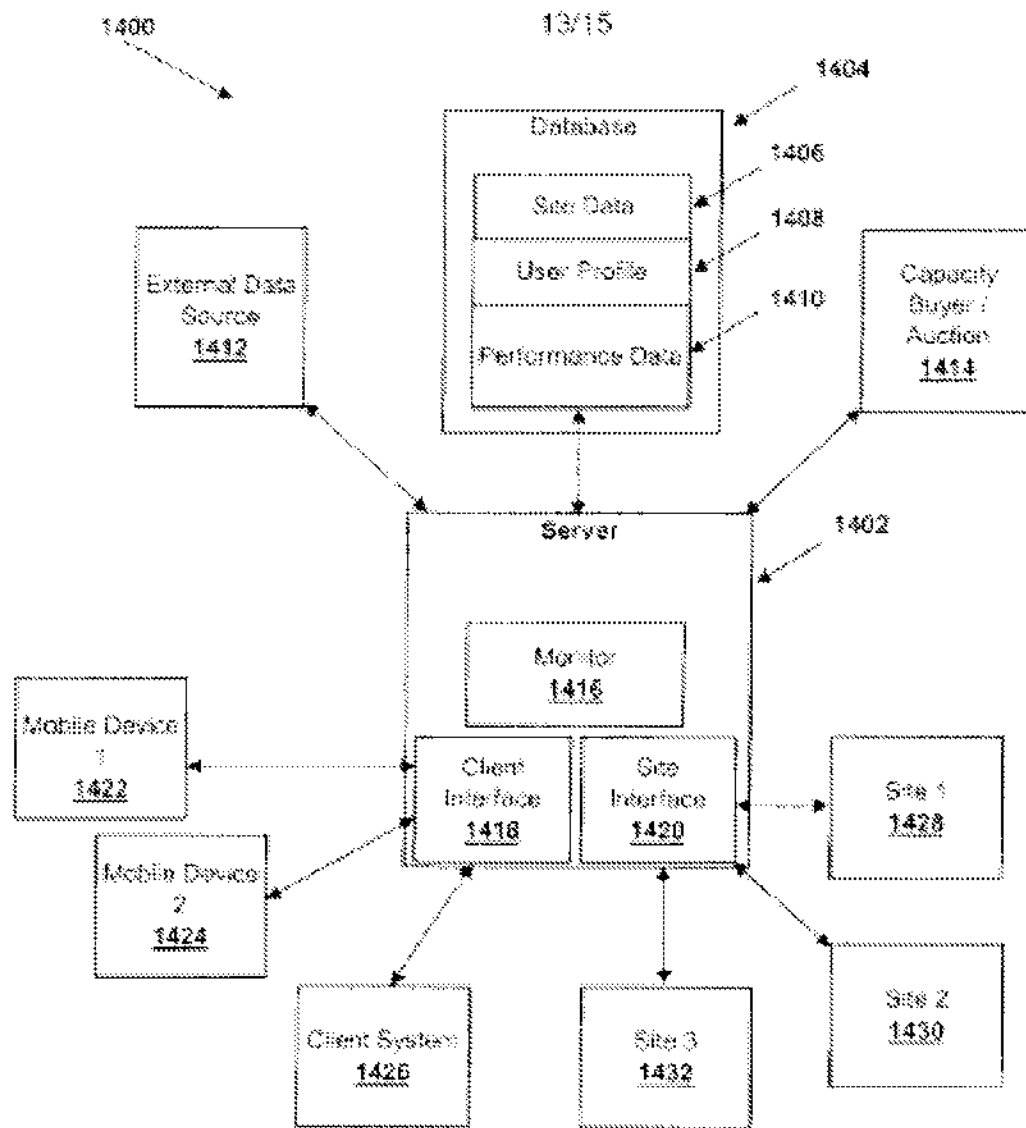 1400
13/15
1404
Database
1406
Site Data
1408
User Profile
1410
Performance Data
External Data
Source
1412
Capacity
Buyer /
Auction
1414
Server
1402
Monitor
1416
Mobile Device
1
1422
Client
Interface
1418
Site
Interface
1420
Site 1
1428
Mobile Device
2
1424
Client System
1426
Site 3
1432
Site 2
1430